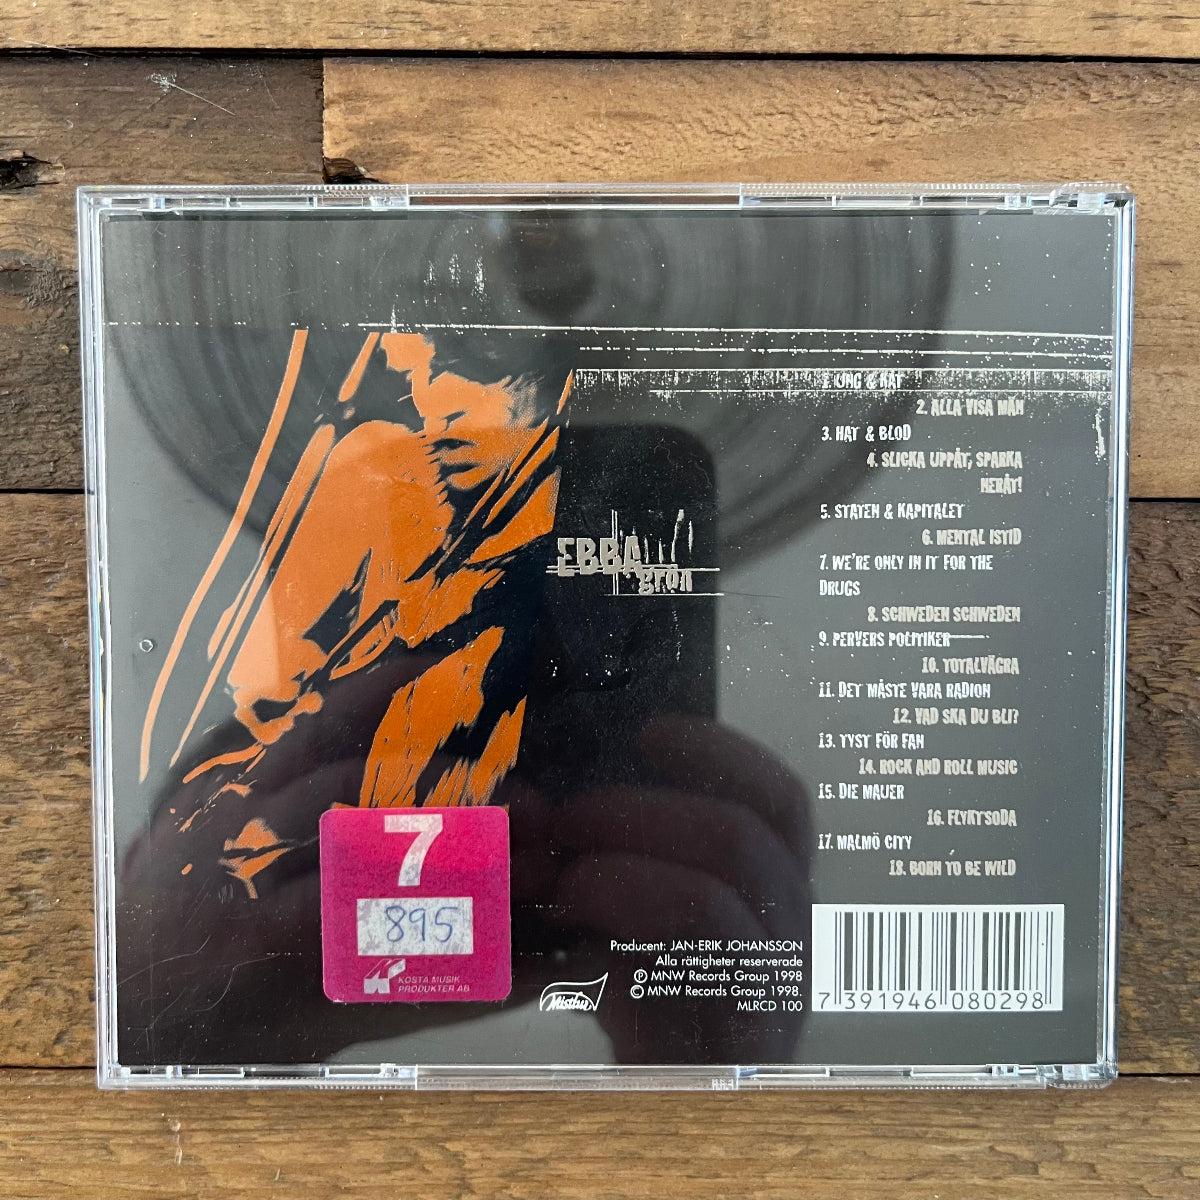 EBBA
grön
1. UNG & KÅT
2. ALLA VISA MÄN
3. HAT & BLOD
4. SLICKA UPPÅT, SPARKA
NERÅT!
5. STATEN & KAPITALET
6. MENTAL ISTID
7. WE'RE ONLY IN IT FOR THE
DRUGS
8. SCHWEDEN SCHWEDEN
9. PERVERS POLITIKER
10. TOTALVÄGRA
11. DET MÅSTE VARA RADION
12. VAD SKA DU BLI?
13. TYST FÖR FAN
14. ROCK AND ROLL MUSIC
15. DIE MAUER
16. FLYKTSODA
17. MALMÖ CITY
18. BORN TO BE WILD
7
895
KOSTA MUSIK
PRODUKTER AB
Mistlur
Producent: JAN-ERIK JOHANSSON
Alla rättigheter reserverade
Ⓟ MNW Records Group 1998
© MNW Records Group 1998.
MLRCD 100
7 391946 080298